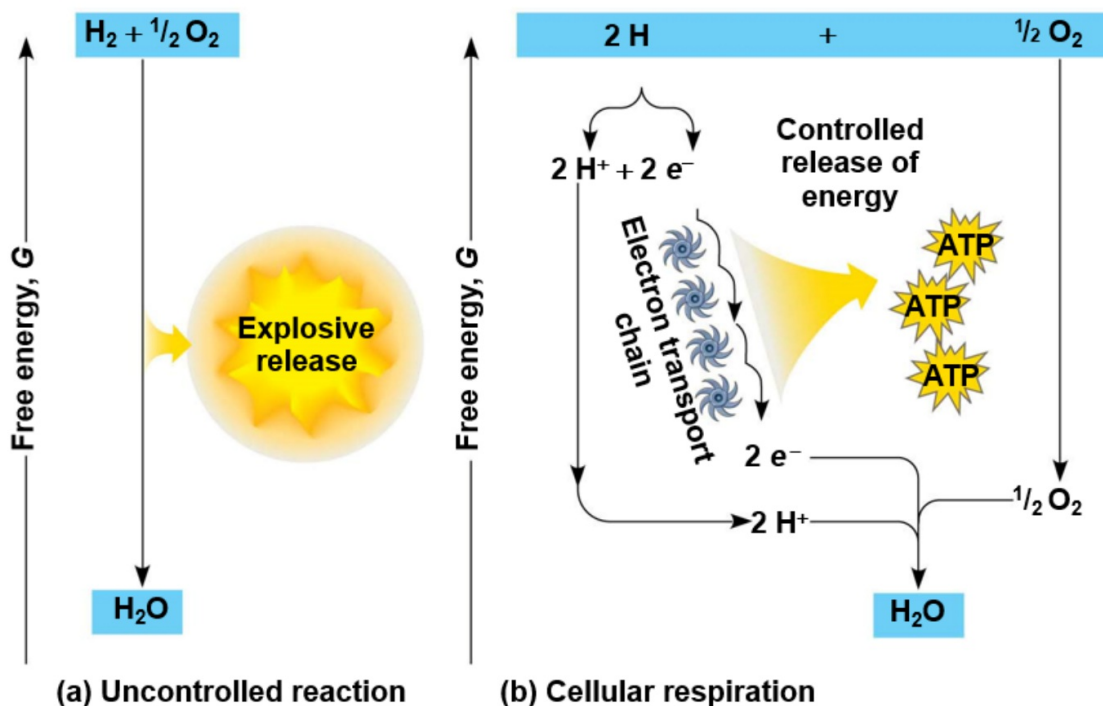 H₂ + ½ O₂
Free energy, G
Explosive
release
H₂O
(a) Uncontrolled reaction
2 H + ½ O₂
2 H⁺ + 2 e⁻
Controlled
release of
energy
Free energy, G
Electron transport
chain
ATP
ATP
ATP
2 e⁻
2 H⁺
½ O₂
H₂O
(b) Cellular respiration